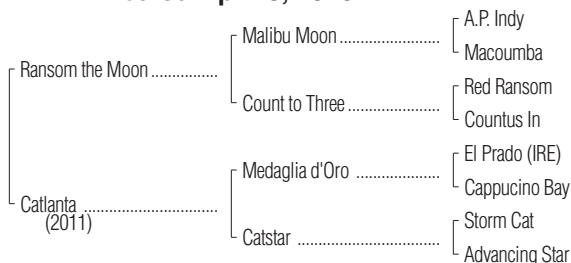 A.P. Indy
Malibu Moon
Macoumba
Ransom the Moon
Red Ransom
Count to Three
Countus In
El Prado (IRE)
Medaglia d'Oro
Cappucino Bay
Catlanta
(2011)
Storm Cat
Catstar
Advancing Star